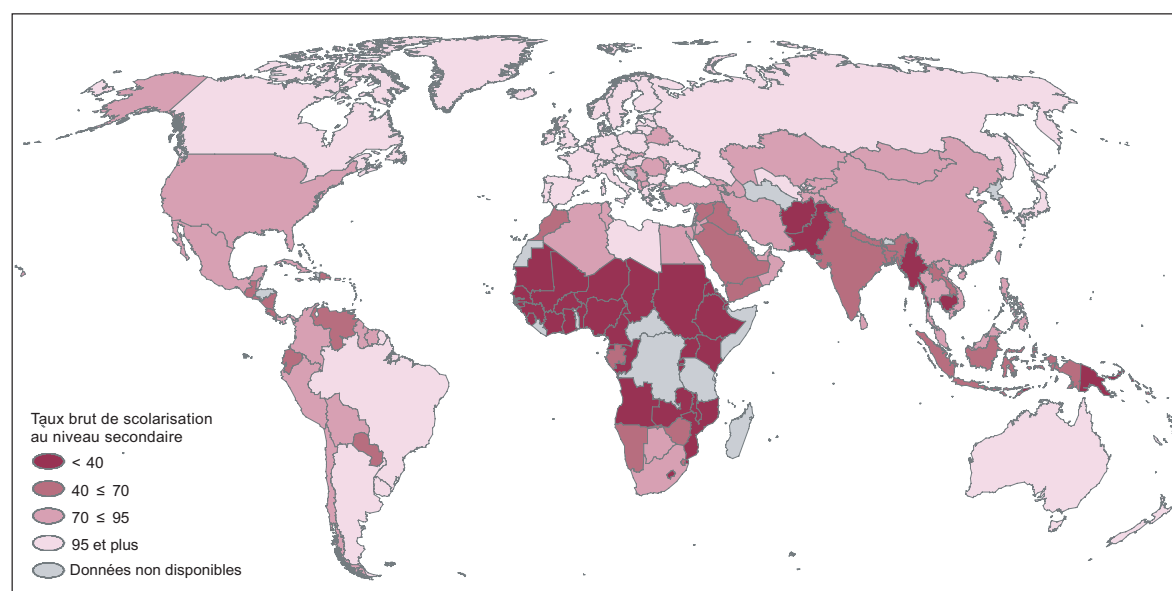 Taux brut de scolarisation
au niveau secondaire
< 40
40 ≤ 70
70 ≤ 95
95 et plus
Données non disponibles